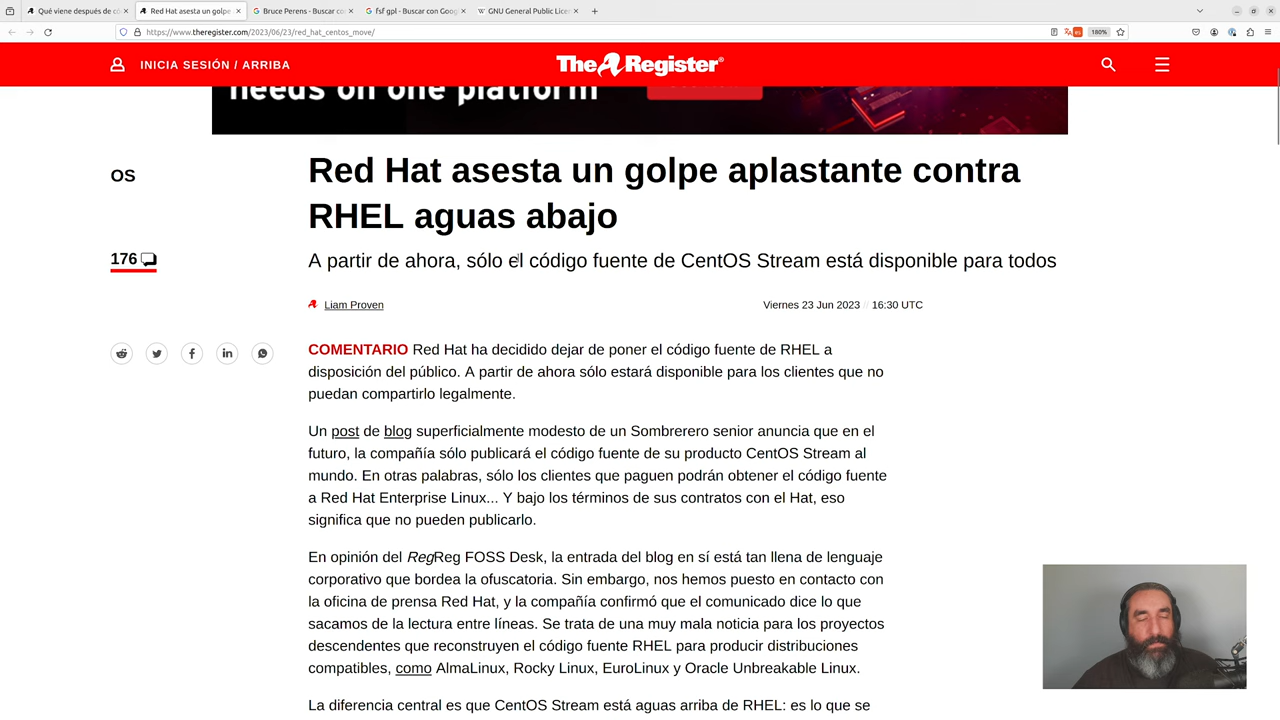 Qué viene después de có
Red Hat asesta un golpe
Bruce Perens - Buscar co
fsf gpl - Buscar con Goog
GNU General Public Lice
https://www.theregister.com/2023/06/23/red_hat_centos_move/
180%
INICIA SESIÓN / ARRIBA
The Register
needs on one platform
OS
Red Hat asesta un golpe aplastante contra
RHEL aguas abajo
176
A partir de ahora, sólo el código fuente de CentOS Stream está disponible para todos
Liam Proven
Viernes 23 Jun 2023 // 16:30 UTC
COMENTARIO Red Hat ha decidido dejar de poner el código fuente de RHEL a
disposición del público. A partir de ahora sólo estará disponible para los clientes que no
puedan compartirlo legalmente.
Un post de blog superficialmente modesto de un Sombrerero senior anuncia que en el
futuro, la compañía sólo publicará el código fuente de su producto CentOS Stream al
mundo. En otras palabras, sólo los clientes que paguen podrán obtener el código fuente
a Red Hat Enterprise Linux... Y bajo los términos de sus contratos con el Hat, eso
significa que no pueden publicarlo.
En opinión del RegReg FOSS Desk, la entrada del blog en sí está tan llena de lenguaje
corporativo que bordea la ofuscatoria. Sin embargo, nos hemos puesto en contacto con
la oficina de prensa Red Hat, y la compañía confirmó que el comunicado dice lo que
sacamos de la lectura entre líneas. Se trata de una muy mala noticia para los proyectos
descendentes que reconstruyen el código fuente RHEL para producir distribuciones
compatibles, como AlmaLinux, Rocky Linux, EuroLinux y Oracle Unbreakable Linux.
La diferencia central es que CentOS Stream está aguas arriba de RHEL: es lo que se